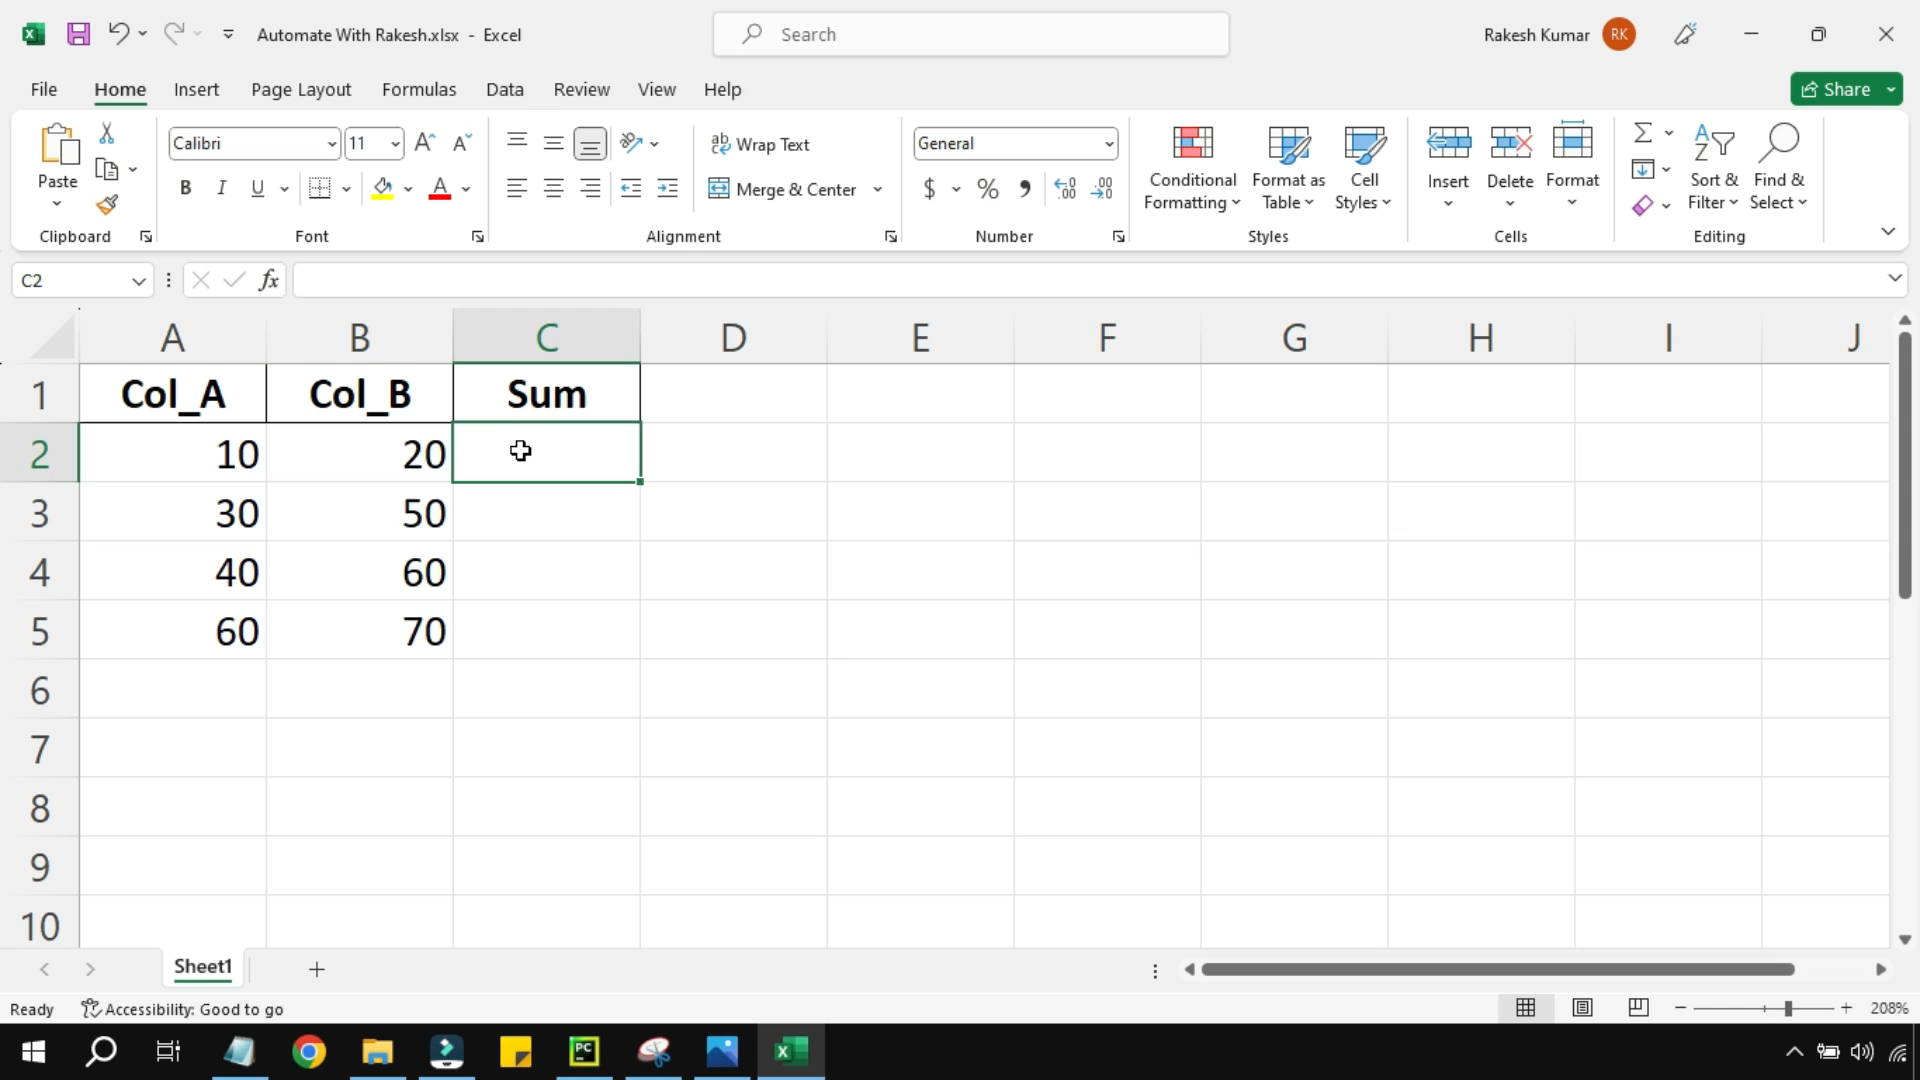 Automate With Rakesh.xlsx - Excel
Search
Rakesh Kumar RK
File Home Insert Page Layout Formulas Data Review View Help
Share
Paste
Clipboard
Calibri 11 A A
B I U A
Font
ab Wrap Text
Merge & Center
Alignment
General
$ % , .00 .00
Number
Conditional Formatting
Format as Table
Cell Styles
Styles
Insert Delete Format
Cells
Sort & Filter
Find & Select
Editing
C2 fx
A B C D E F G H I J
1 Col_A Col_B Sum
2 10 20
3 30 50
4 40 60
5 60 70
6
7
8
9
10
Sheet1
Ready Accessibility: Good to go 208%
PC